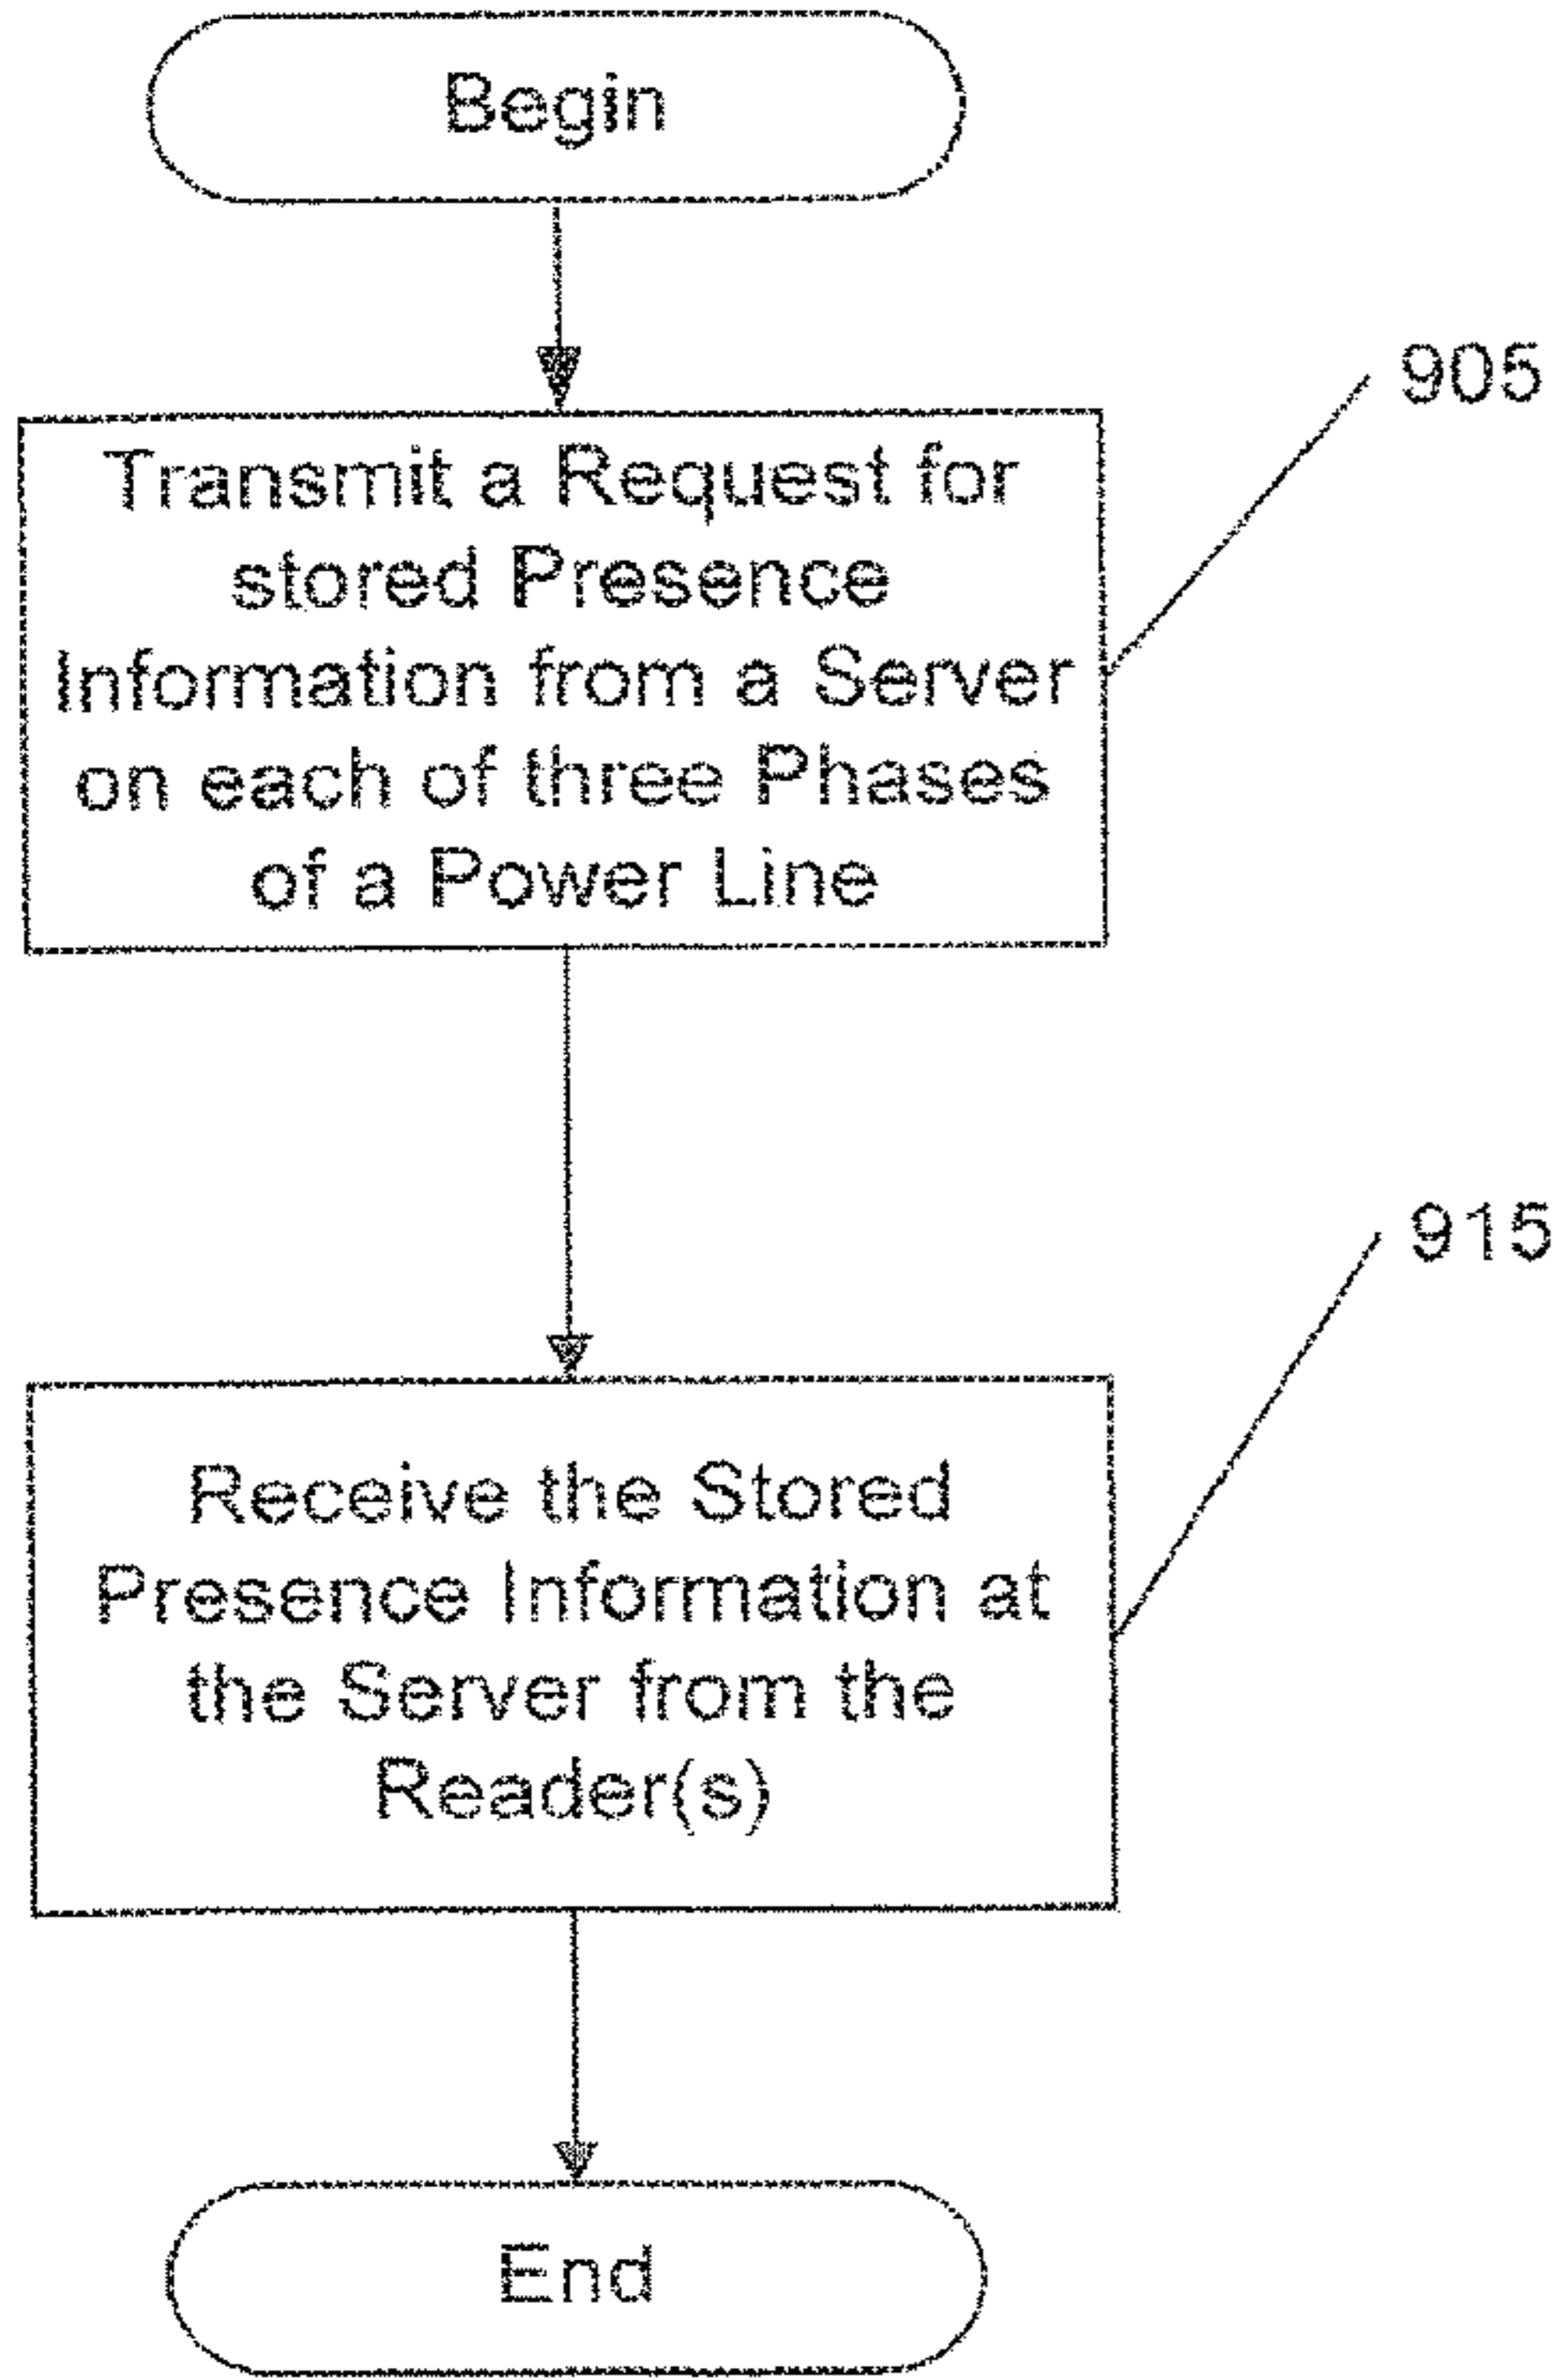 Begin
905
Transmit a Request for
stored Presence
Information from a Server
on each of three Phases
of a Power Line
915
Receive the Stored
Presence Information at
the Server from the
Reader(s)
End